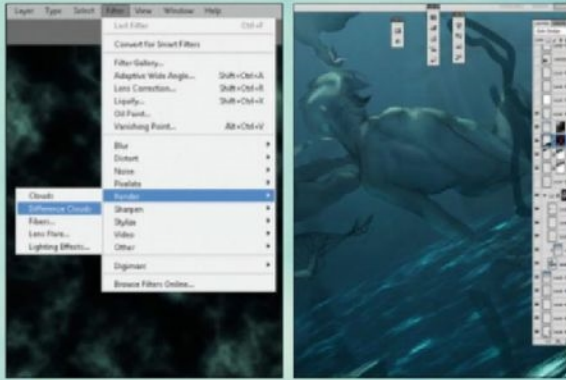 Layer Type Select Filter View Window Help
Last Filter Ctrl+F
Convert for Smart Filters
Filter Gallery...
Adaptive Wide Angle... Shift+Ctrl+A
Lens Correction... Shift+Ctrl+R
Liquify... Shift+Ctrl+X
Oil Paint...
Vanishing Point... Alt+Ctrl+V
Blur
Distort
Noise
Pixelate
Render
Sharpen
Stylize
Video
Other
Digimarc
Browse Filters Online...
Clouds
Difference Clouds
Fibers...
Lens Flare...
Lighting Effects...